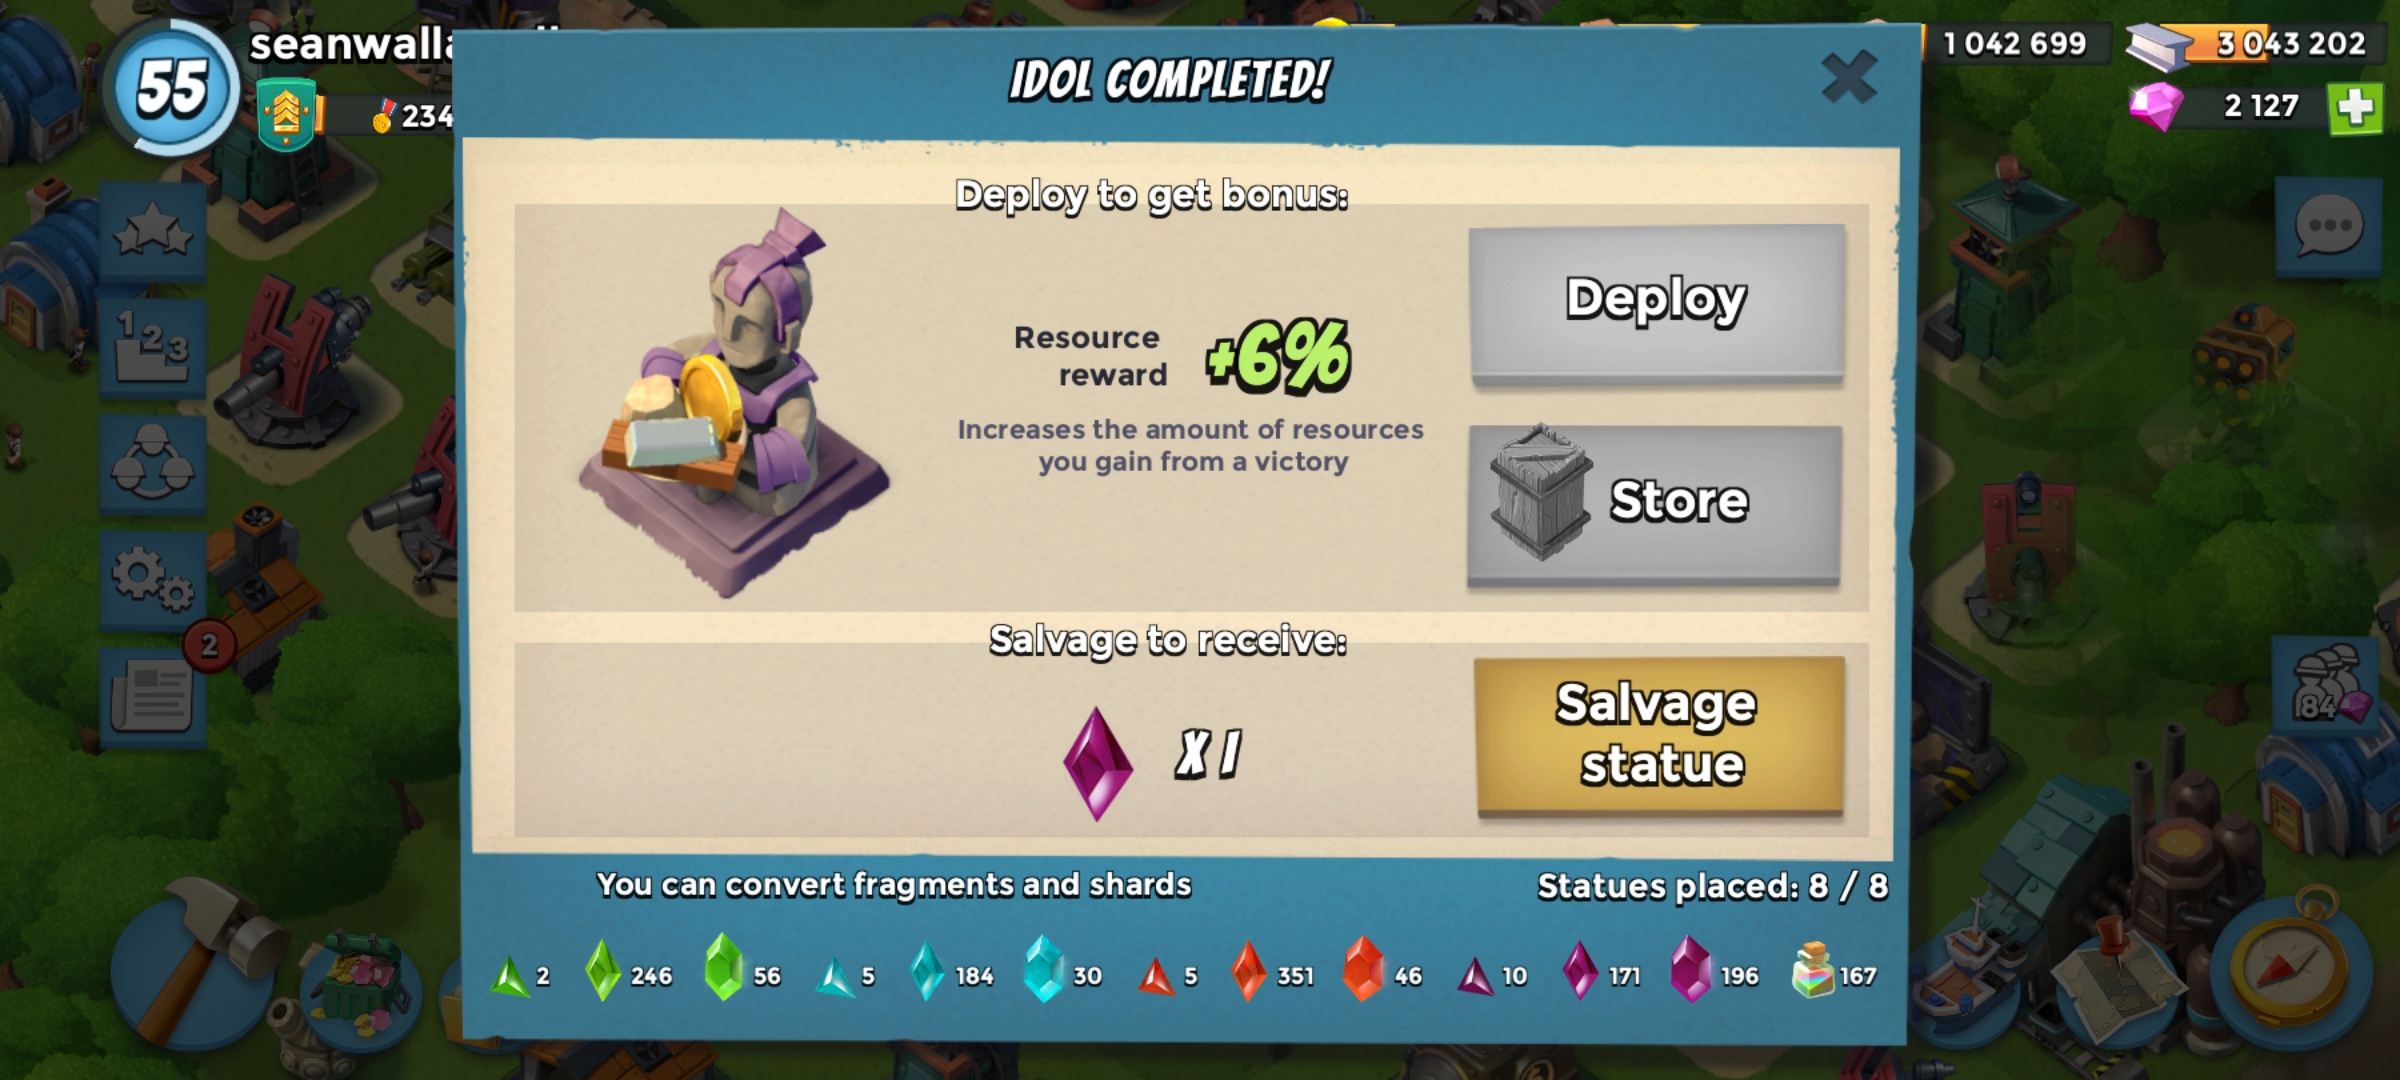 55
234
IDOL COMPLETED!
1 042 699
3 043 202
2 127
Deploy to get bonus:
Resource
reward
+6%
Increases the amount of resources
you gain from a victory
Deploy
Store
123
2
Salvage to receive:
X 1
Salvage
statue
84
You can convert fragments and shards
Statues placed: 8 / 8
2 246 56 5 184 30 5 351 46 10 171 196 167